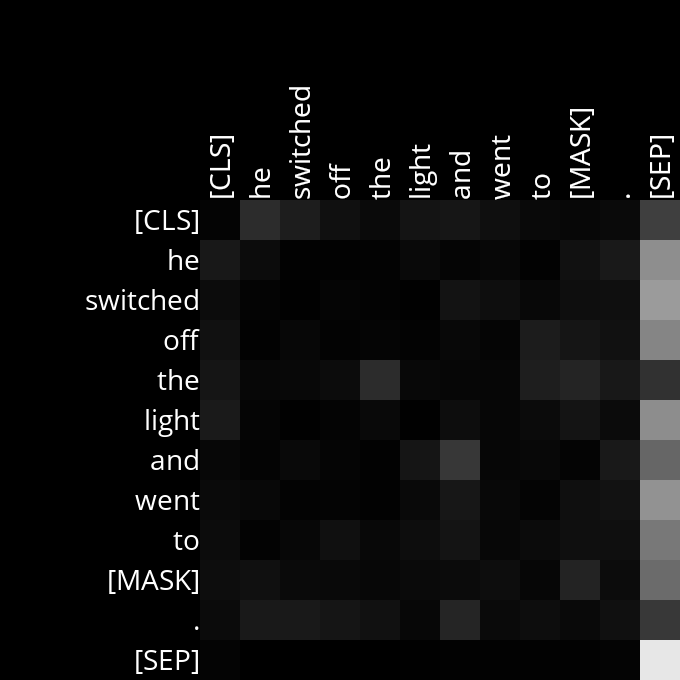 [CLS] he switched off the light and went to [MASK] . [SEP]
[CLS]
he
switched
off
the
light
and
went
to
[MASK]
.
[SEP]